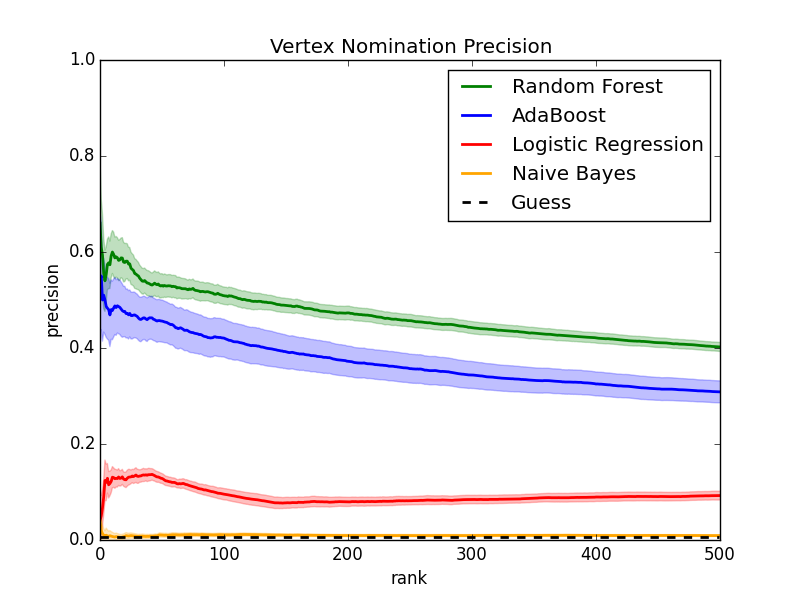 Vertex Nomination Precision
1.0
0.8
0.6
0.4
0.2
0.0
precision
Random Forest
AdaBoost
Logistic Regression
Naive Bayes
Guess
0 100 200 300 400 500
rank